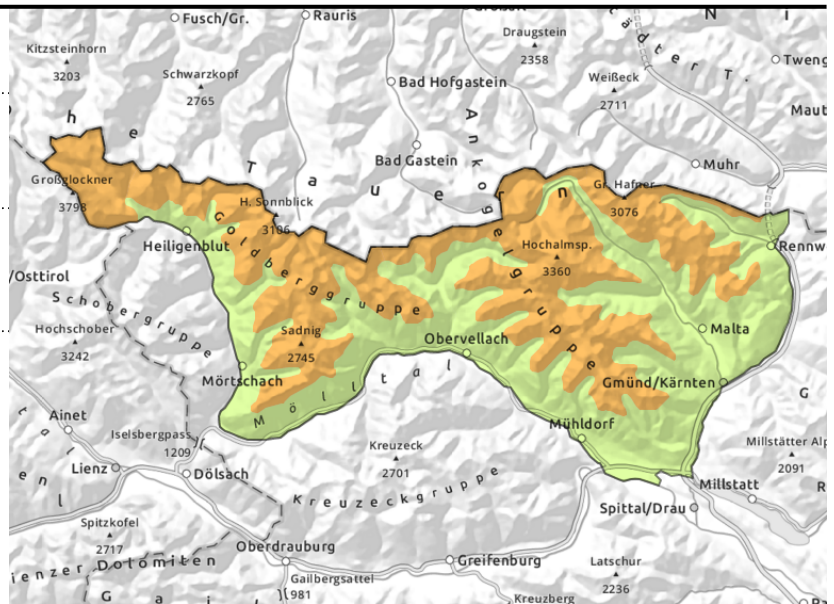 Fusch/Gr.
Rauris
Kitzsteinhorn
3203
Schwarzkopf
2765
Draugstein
2358
Bad Hofgastein
Weißeck
2711
Tweng
Maut
Bad Gastein
Muhr
h e T a u e n
Großglockner
3798
H. Sonnblick
3106
Gr. Hafner
3076
Ankogelgruppe
Heiligenblut
Goldberggruppe
Hochalmsp.
3360
Rennw
/Osttirol
Schobergruppe
Hochschober
3242
Sadnig
2745
Obervellach
Malta
Mörtschach
Mölltal
Gmünd/Kärnten
G
Ainet
Iselsbergpass
1209
Mühldorf
Kreuzeck
2701
Millstätter Alp
2091
Lienz
Dölsach
Kreuzeckgruppe
Millstatt
Spittal/Drau
Spitzkofel
2717
Oberdrauburg
Greifenburg
Latschur
2236
ienzer Dolomiten
Gailbergsattel
981
Kreuzberg
G a i